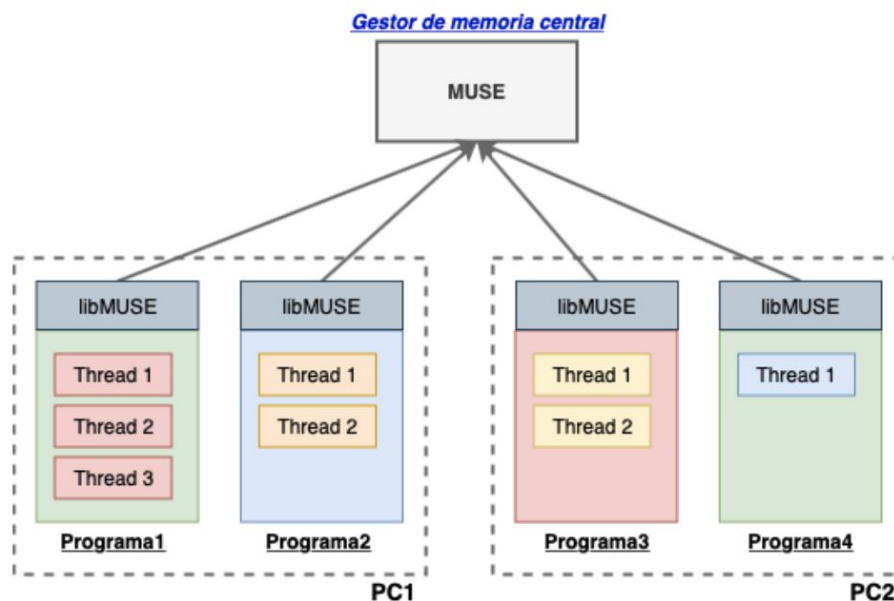 Gestor de memoria central
MUSE
libMUSE
libMUSE
libMUSE
libMUSE
Thread 1
Thread 1
Thread 1
Thread 1
Thread 2
Thread 2
Thread 2
Thread 3
Programa1
Programa2
Programa3
Programa4
PC1
PC2